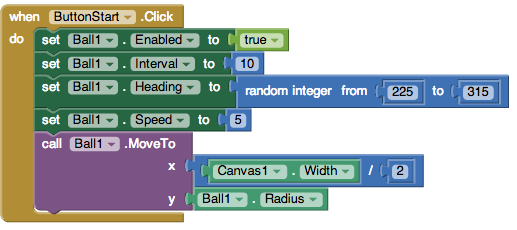 when ButtonStart .Click
do set Ball1 . Enabled to true
set Ball1 . Interval to 10
set Ball1 . Heading to random integer from 225 to 315
set Ball1 . Speed to 5
call Ball1 .MoveTo
x Canvas1 . Width / 2
y Ball1 . Radius